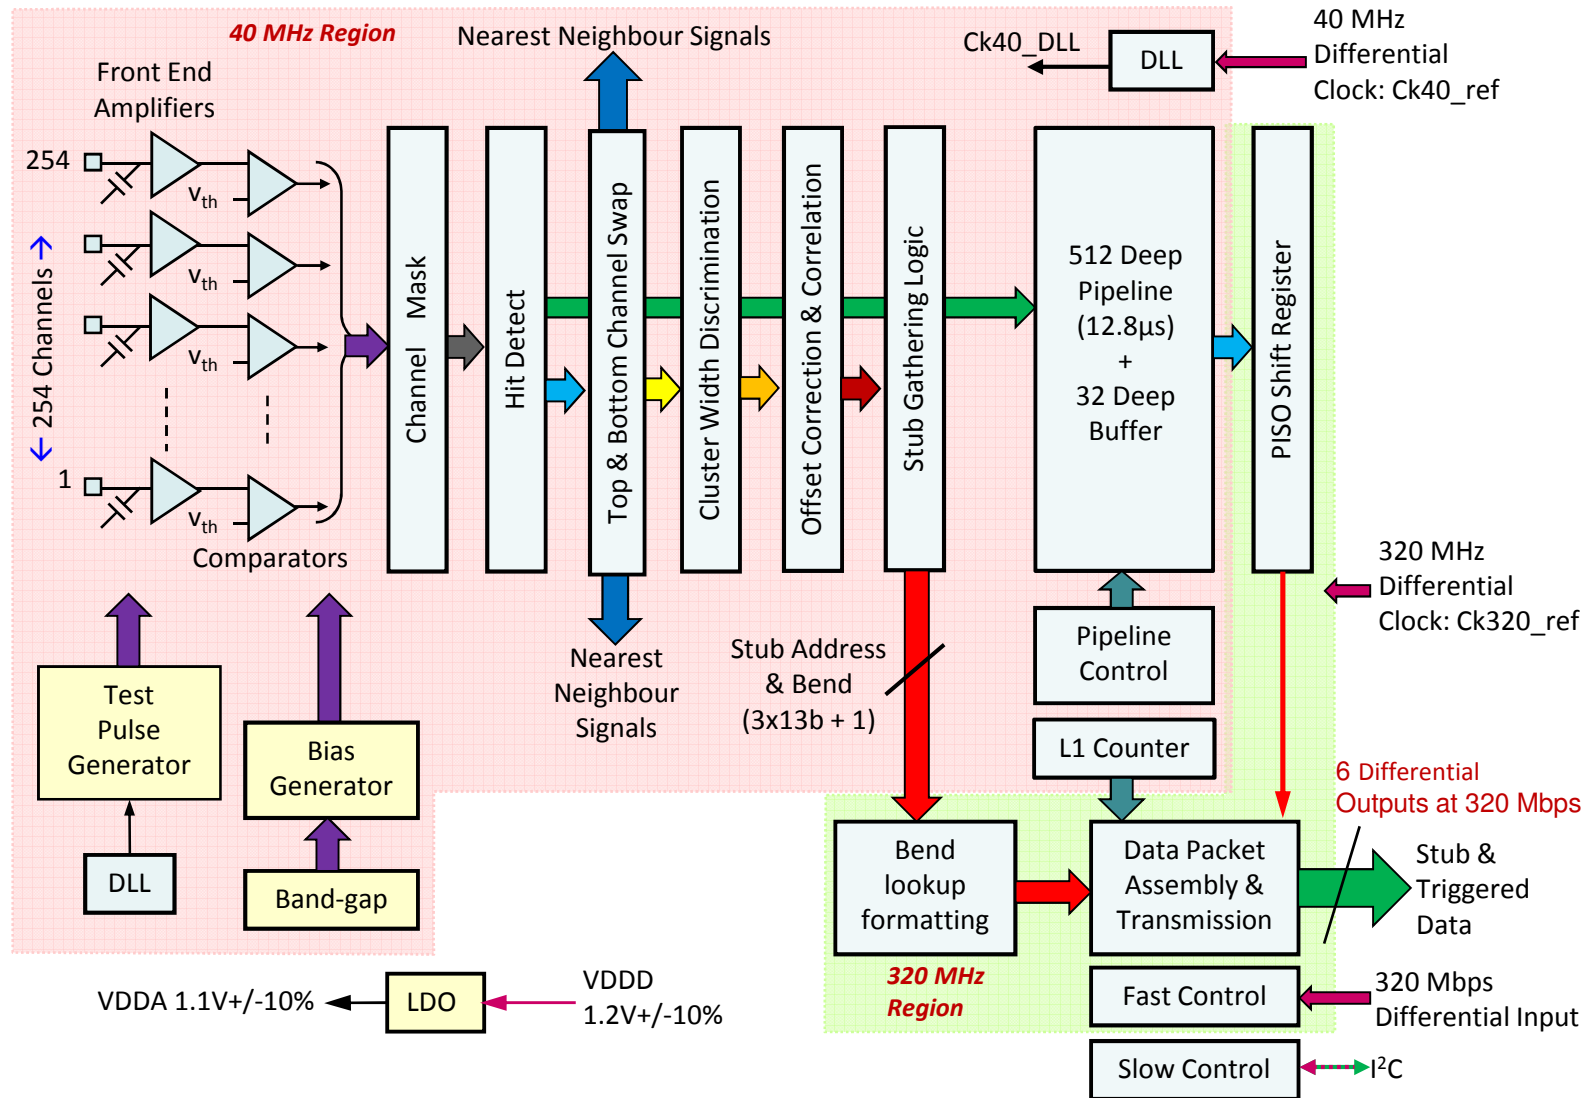 40 MHz Region
Nearest Neighbour Signals
Ck40_DLL
DLL
40 MHz
Differential
Clock: Ck40_ref
Front End
Amplifiers
254
Vth
Vth
Vth
← 254 Channels →
1
Vth
Comparators
Channel Mask
Hit Detect
Top & Bottom Channel Swap
Cluster Width Discrimination
Offset Correction & Correlation
Stub Gathering Logic
512 Deep
Pipeline
(12.8µs)
+
32 Deep
Buffer
PISO Shift Register
320 MHz
Differential
Clock: Ck320_ref
Nearest
Neighbour
Signals
Stub Address
& Bend
(3x13b + 1)
Pipeline
Control
L1 Counter
Test
Pulse
Generator
Bias
Generator
DLL
Band-gap
6 Differential
Outputs at 320 Mbps
Bend
lookup
formatting
Data Packet
Assembly &
Transmission
Stub &
Triggered
Data
320 MHz
Region
VDDA 1.1V+/-10%
LDO
VDDD
1.2V+/-10%
Fast Control
320 Mbps
Differential Input
Slow Control
I²C